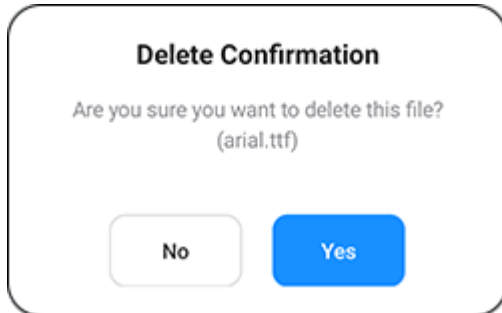 Delete Confirmation
Are you sure you want to delete this file?
(arial.ttf)
No
Yes